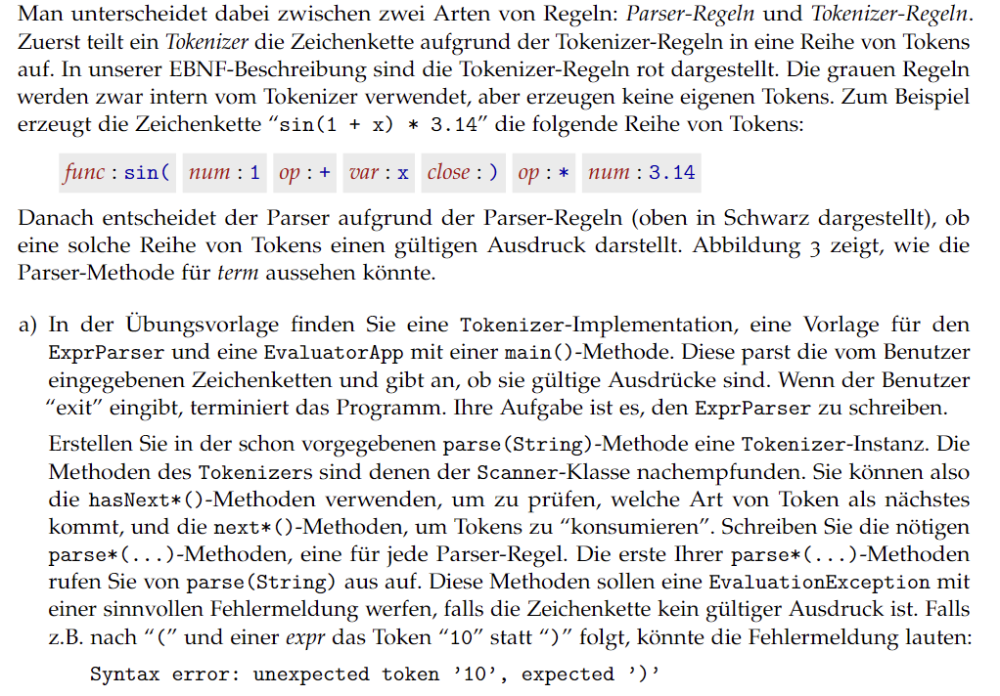 Man unterscheidet dabei zwischen zwei Arten von Regeln: Parser-Regeln und Tokenizer-Regeln.
Zuerst teilt ein Tokenizer die Zeichenkette aufgrund der Tokenizer-Regeln in eine Reihe von Tokens
auf. In unserer EBNF-Beschreibung sind die Tokenizer-Regeln rot dargestellt. Die grauen Regeln
werden zwar intern vom Tokenizer verwendet, aber erzeugen keine eigenen Tokens. Zum Beispiel
erzeugt die Zeichenkette “sin(1 + x) * 3.14” die folgende Reihe von Tokens:
func : sin( num : 1 op : + var : x close : ) op : * num : 3.14
Danach entscheidet der Parser aufgrund der Parser-Regeln (oben in Schwarz dargestellt), ob
eine solche Reihe von Tokens einen gültigen Ausdruck darstellt. Abbildung 3 zeigt, wie die
Parser-Methode für term aussehen könnte.
a) In der Übungsvorlage finden Sie eine Tokenizer-Implementation, eine Vorlage für den
ExprParser und eine EvaluatorApp mit einer main()-Methode. Diese parst die vom Benutzer
eingegebenen Zeichenketten und gibt an, ob sie gültige Ausdrücke sind. Wenn der Benutzer
“exit” eingibt, terminiert das Programm. Ihre Aufgabe ist es, den ExprParser zu schreiben.
Erstellen Sie in der schon vorgegebenen parse(String)-Methode eine Tokenizer-Instanz. Die
Methoden des Tokenizers sind denen der Scanner-Klasse nachempfunden. Sie können also
die hasNext*()-Methoden verwenden, um zu prüfen, welche Art von Token als nächstes
kommt, und die next*()-Methoden, um Tokens zu “konsumieren”. Schreiben Sie die nötigen
parse*(...)-Methoden, eine für jede Parser-Regel. Die erste Ihrer parse*(...)-Methoden
rufen Sie von parse(String) aus auf. Diese Methoden sollen eine EvaluationException mit
einer sinnvollen Fehlermeldung werfen, falls die Zeichenkette kein gültiger Ausdruck ist. Falls
z.B. nach “(” und einer expr das Token “10” statt “)” folgt, könnte die Fehlermeldung lauten:
Syntax error: unexpected token ’10’, expected ’)’